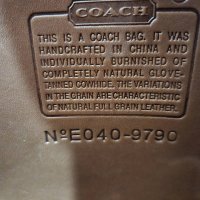 COACH
THIS IS A COACH BAG. IT WAS
HANDCRAFTED IN CHINA AND
INDIVIDUALLY BURNISHED OF
COMPLETELY NATURAL GLOVE-
TANNED COWHIDE. THE VARIATIONS
IN THE GRAIN ARE CHARACTERISTIC
OF NATURAL FULL GRAIN LEATHER.
NºE040-9790